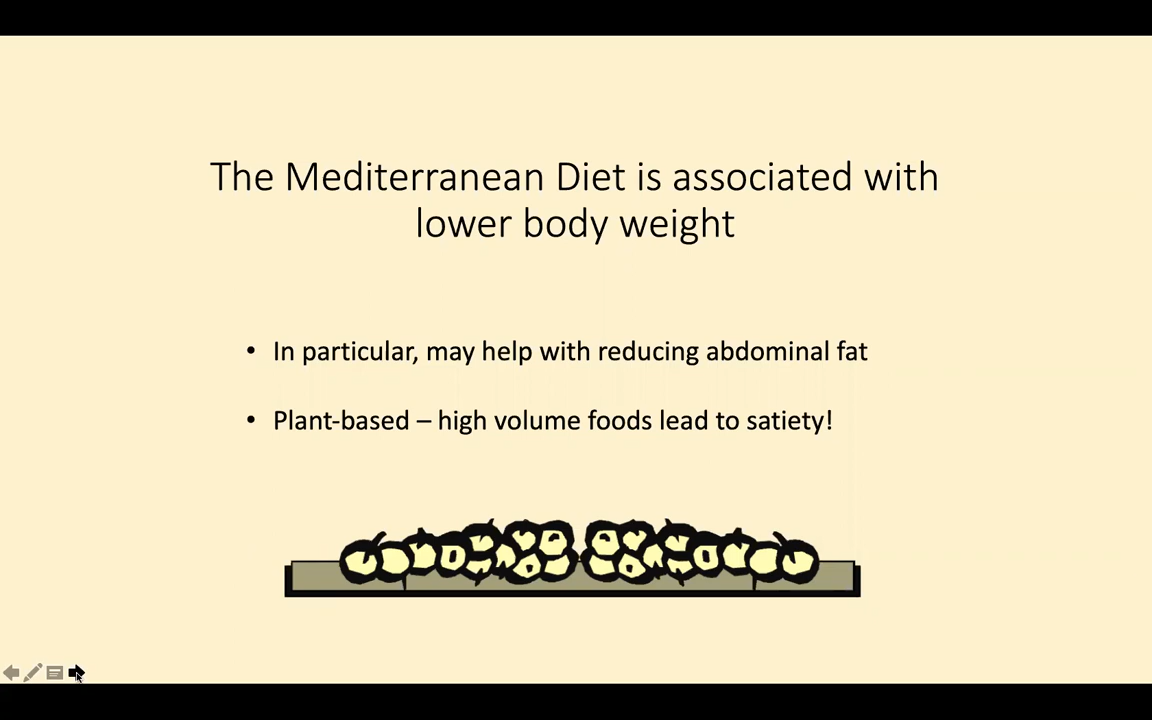 The Mediterranean Diet is associated with
lower body weight
• In particular, may help with reducing abdominal fat
• Plant-based – high volume foods lead to satiety!